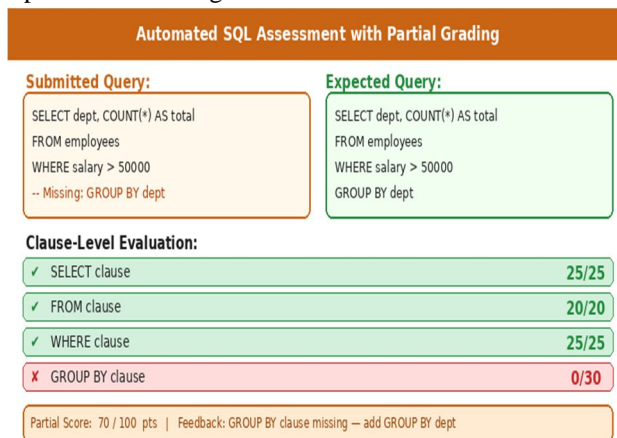 Automated SQL Assessment with Partial Grading
Submitted Query:
SELECT dept, COUNT(*) AS total
FROM employees
WHERE salary > 50000
-- Missing: GROUP BY dept
Expected Query:
SELECT dept, COUNT(*) AS total
FROM employees
WHERE salary > 50000
GROUP BY dept
Clause-Level Evaluation:
✓ SELECT clause 25/25
✓ FROM clause 20/20
✓ WHERE clause 25/25
✗ GROUP BY clause 0/30
Partial Score: 70 / 100 pts | Feedback: GROUP BY clause missing — add GROUP BY dept